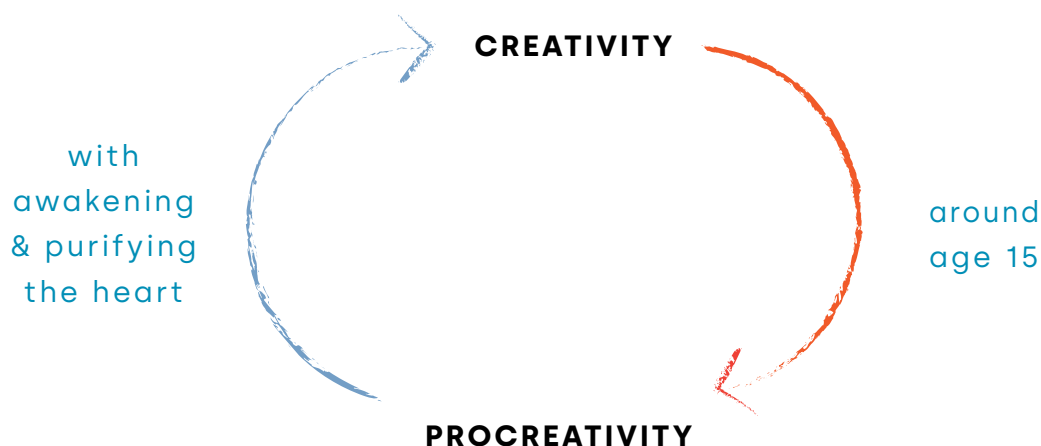 CREATIVITY
with
awakening
& purifying
the heart
around
age 15
PROCREATIVITY